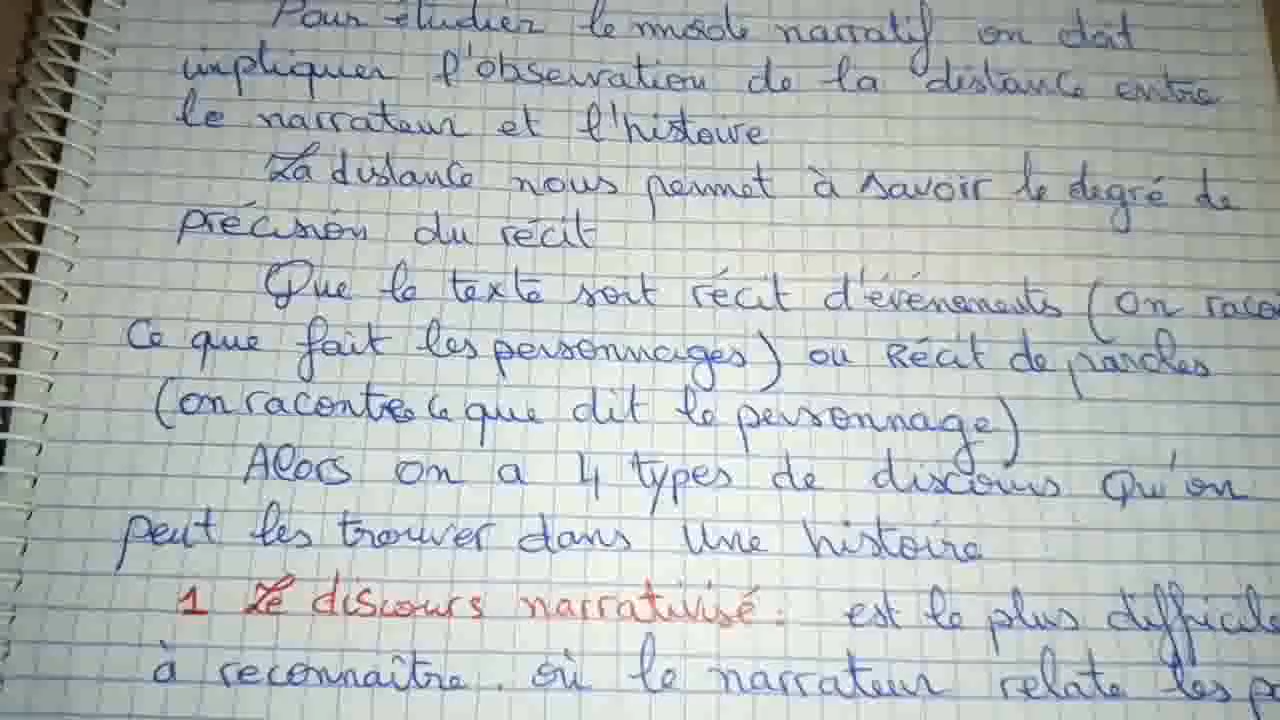 Pour étudier le mode narratif on doit
impliquer l'observation de la distance entre
le narrateur et l'histoire
La distance nous permet à savoir le degré de
précision du récit
Que le texte soit récit d'événements (on raco
Ce que fait les personnages) ou Récit de paroles
(on raconte ce que dit le personnage)
Alors on a 4 types de discours Qu'on
peut les trouver dans Une histoire
1 Le discours narrativisé : est le plus difficile
à reconnaître. où le narrateur relate les p